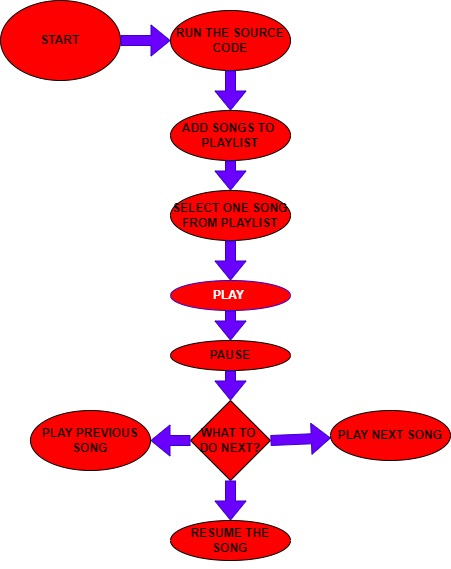 START
RUN THE SOURCE
CODE
ADD SONGS TO
PLAYLIST
SELECT ONE SONG
FROM PLAYLIST
PLAY
PAUSE
PLAY PREVIOUS
SONG
WHAT TO
DO NEXT?
PLAY NEXT SONG
RESUME THE
SONG